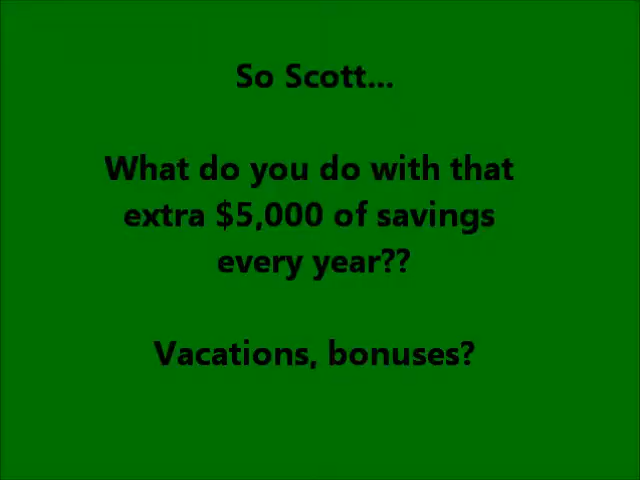 So Scott...
What do you do with that
extra $5,000 of savings
every year??
Vacations, bonuses?